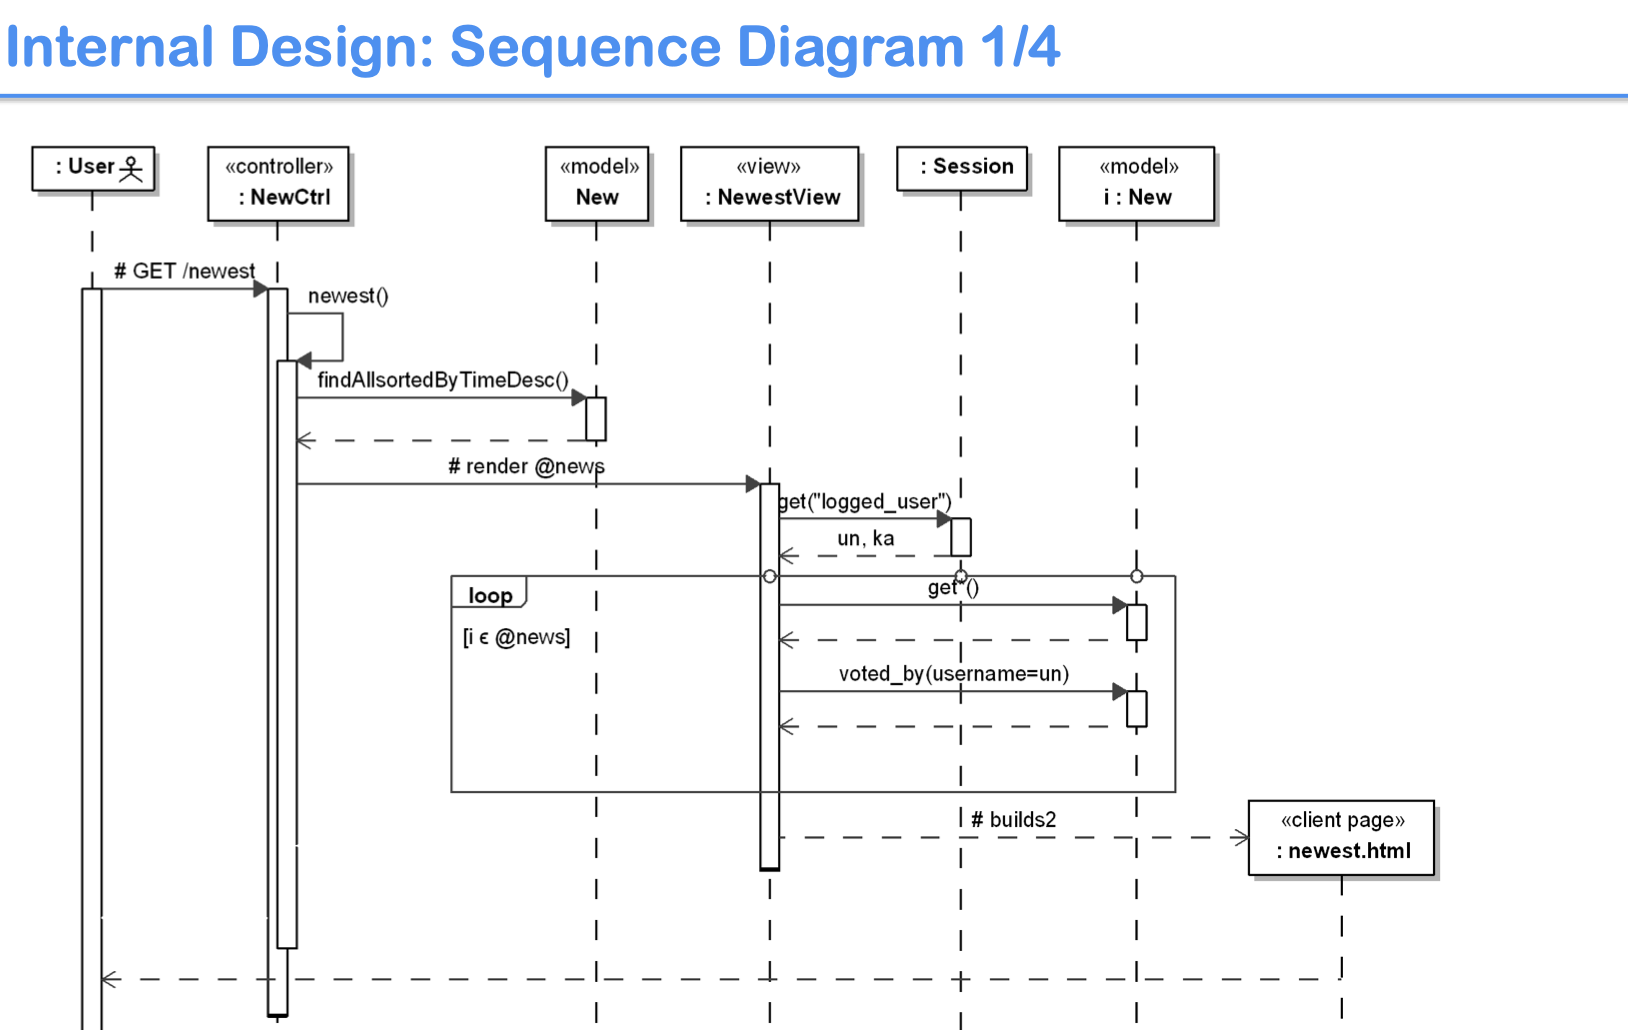 Internal Design: Sequence Diagram 1/4
: User
«controller»
: NewCtrl
«model»
New
«view»
: NewestView
: Session
«model»
i : New
# GET /newest
newest()
findAllsortedByTimeDesc()
# render @news
get("logged_user")
un, ka
loop
get*()
[i ϵ @news]
voted_by(username=un)
# builds2
«client page»
: newest.html